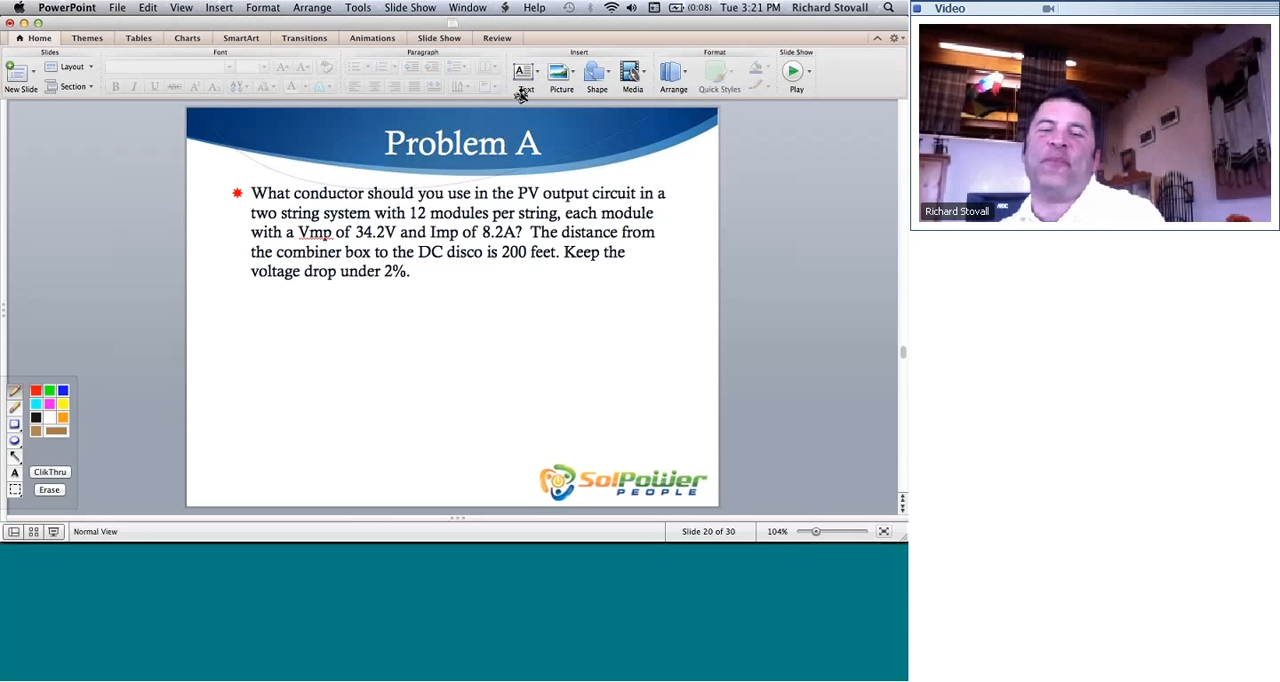 PowerPoint File Edit View Insert Format Arrange Tools Slide Show Window Help (0:08) Tue 3:21 PM Richard Stovall
Video
Home Themes Tables Charts SmartArt Transitions Animations Slide Show Review
Slides Font Paragraph Insert Format Slide Show
Layout
Section
New Slide Text Picture Shape Media Arrange Quick Styles Play
B I U ABC
Problem A
What conductor should you use in the PV output circuit in a
two string system with 12 modules per string, each module
with a Vmp of 34.2V and Imp of 8.2A? The distance from
the combiner box to the DC disco is 200 feet. Keep the
voltage drop under 2%.
Richard Stovall
A
ClikThru
Erase
SolPower
PEOPLE
Normal View Slide 20 of 30 104%